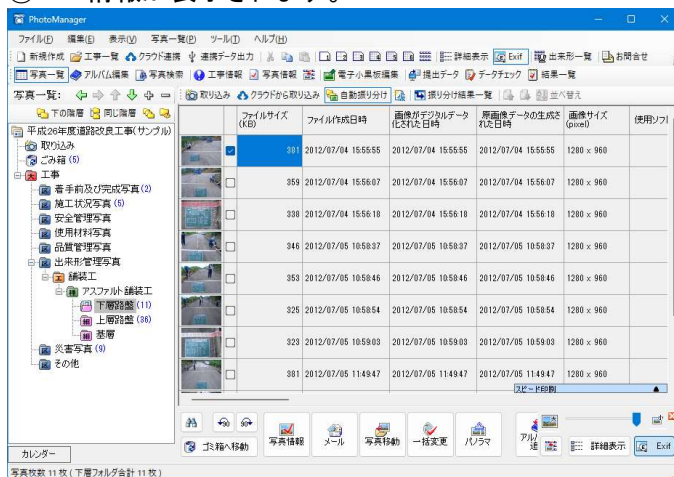 PhotoManager
ファイル(F) 編集(E) 表示(V) 写真一覧(P) ツール(T) ヘルプ(H)
新規作成 工事一覧 クラウド連携 連携データ出力 詳細表示 Exif 出来形一覧 お問合せ
写真一覧 アルバム編集 写真検索 工事情報 写真情報 電子小黒板編集 提出データ データチェック 結果一覧
写真一覧: 取り込み クラウドから取り込み 自動振り分け 振り分け結果一覧 並べ替え
下の階層 同じ階層
ファイルサイズ(KB) ファイル作成日時 画像がデジタルデータ化された日時 原画像データの生成された日時 画像サイズ(pixel) 使用ソフ
平成26年度道路改良工事(サンプル)
取り込み
ごみ箱 (6)
工事
着手前及び完成写真(2)
施工状況写真(6)
安全管理写真
使用材料写真
品質管理写真
出来形管理写真
舗装工
アスファルト舗装工
下層路盤 (11)
上層路盤 (36)
基層
災害写真 (9)
その他
381 2012/07/04 15:55:55 2012/07/04 15:55:55 2012/07/04 15:55:55 1280 x 960
359 2012/07/04 15:56:07 2012/07/04 15:56:07 2012/07/04 15:56:07 1280 x 960
338 2012/07/04 15:56:18 2012/07/04 15:56:18 2012/07/04 15:56:18 1280 x 960
346 2012/07/05 10:58:37 2012/07/05 10:58:37 2012/07/05 10:58:37 1280 x 960
353 2012/07/05 10:58:46 2012/07/05 10:58:46 2012/07/05 10:58:46 1280 x 960
325 2012/07/05 10:58:54 2012/07/05 10:58:54 2012/07/05 10:58:54 1280 x 960
323 2012/07/05 10:59:03 2012/07/05 10:59:03 2012/07/05 10:59:03 1280 x 960
381 2012/07/05 11:49:47 2012/07/05 11:49:47 2012/07/05 11:49:47 1280 x 960
スピード印刷
ゴミ箱へ移動 写真情報 メール 写真移動 一括変更 パノラマ 詳細表示 Exif
カレンダー
写真枚数 11 枚 ( 下層フォルダ合計 11 枚 )